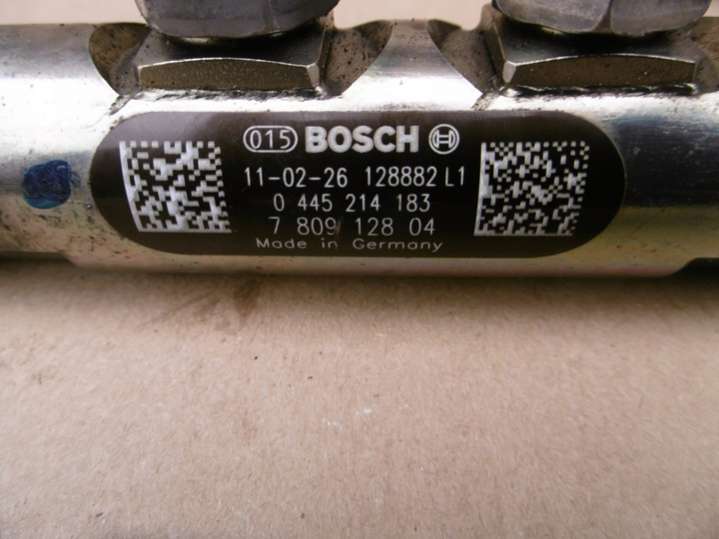 015 BOSCH
11-02-26 128882 L1
0 445 214 183
7 809 128 04
Made in Germany